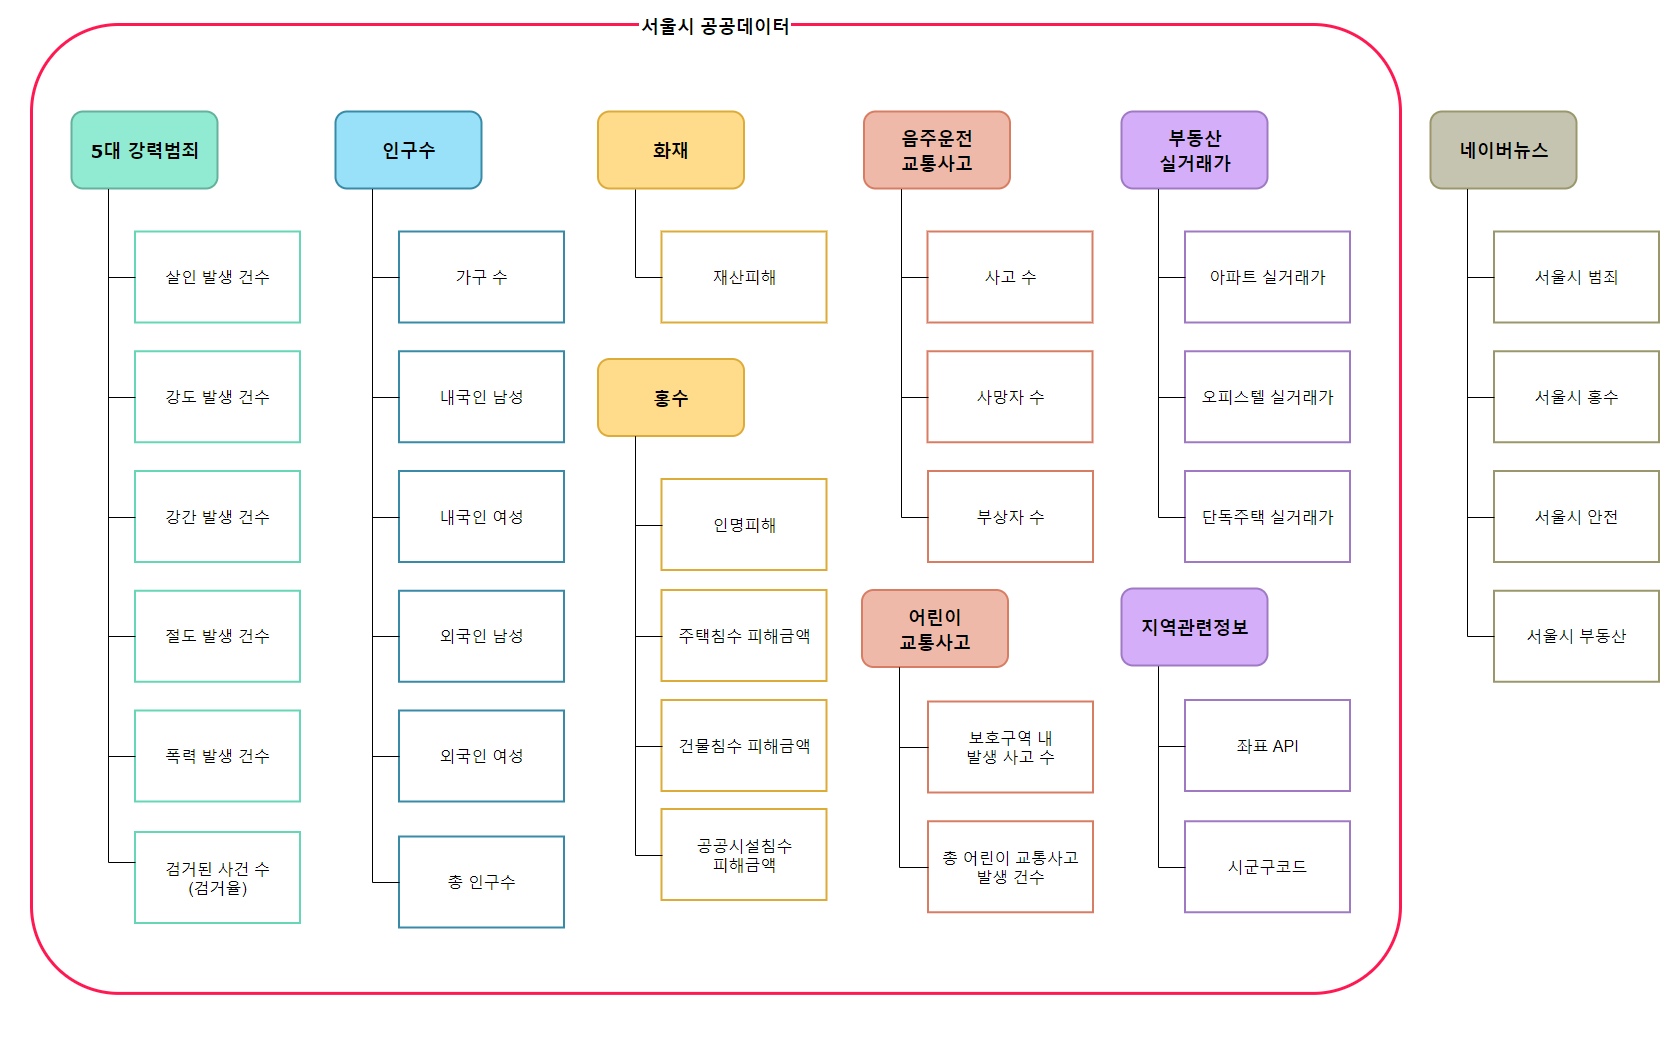 서울시 공공데이터
5대 강력범죄
살인 발생 건수
강도 발생 건수
강간 발생 건수
절도 발생 건수
폭력 발생 건수
검거된 사건 수
(검거율)
인구수
가구 수
내국인 남성
내국인 여성
외국인 남성
외국인 여성
총 인구수
화재
재산피해
홍수
인명피해
주택침수 피해금액
건물침수 피해금액
공공시설침수
피해금액
음주운전
교통사고
사고 수
사망자 수
부상자 수
어린이
교통사고
보호구역 내
발생 사고 수
총 어린이 교통사고
발생 건수
부동산
실거래가
아파트 실거래가
오피스텔 실거래가
단독주택 실거래가
지역관련정보
좌표 API
시군구코드
네이버뉴스
서울시 범죄
서울시 홍수
서울시 안전
서울시 부동산